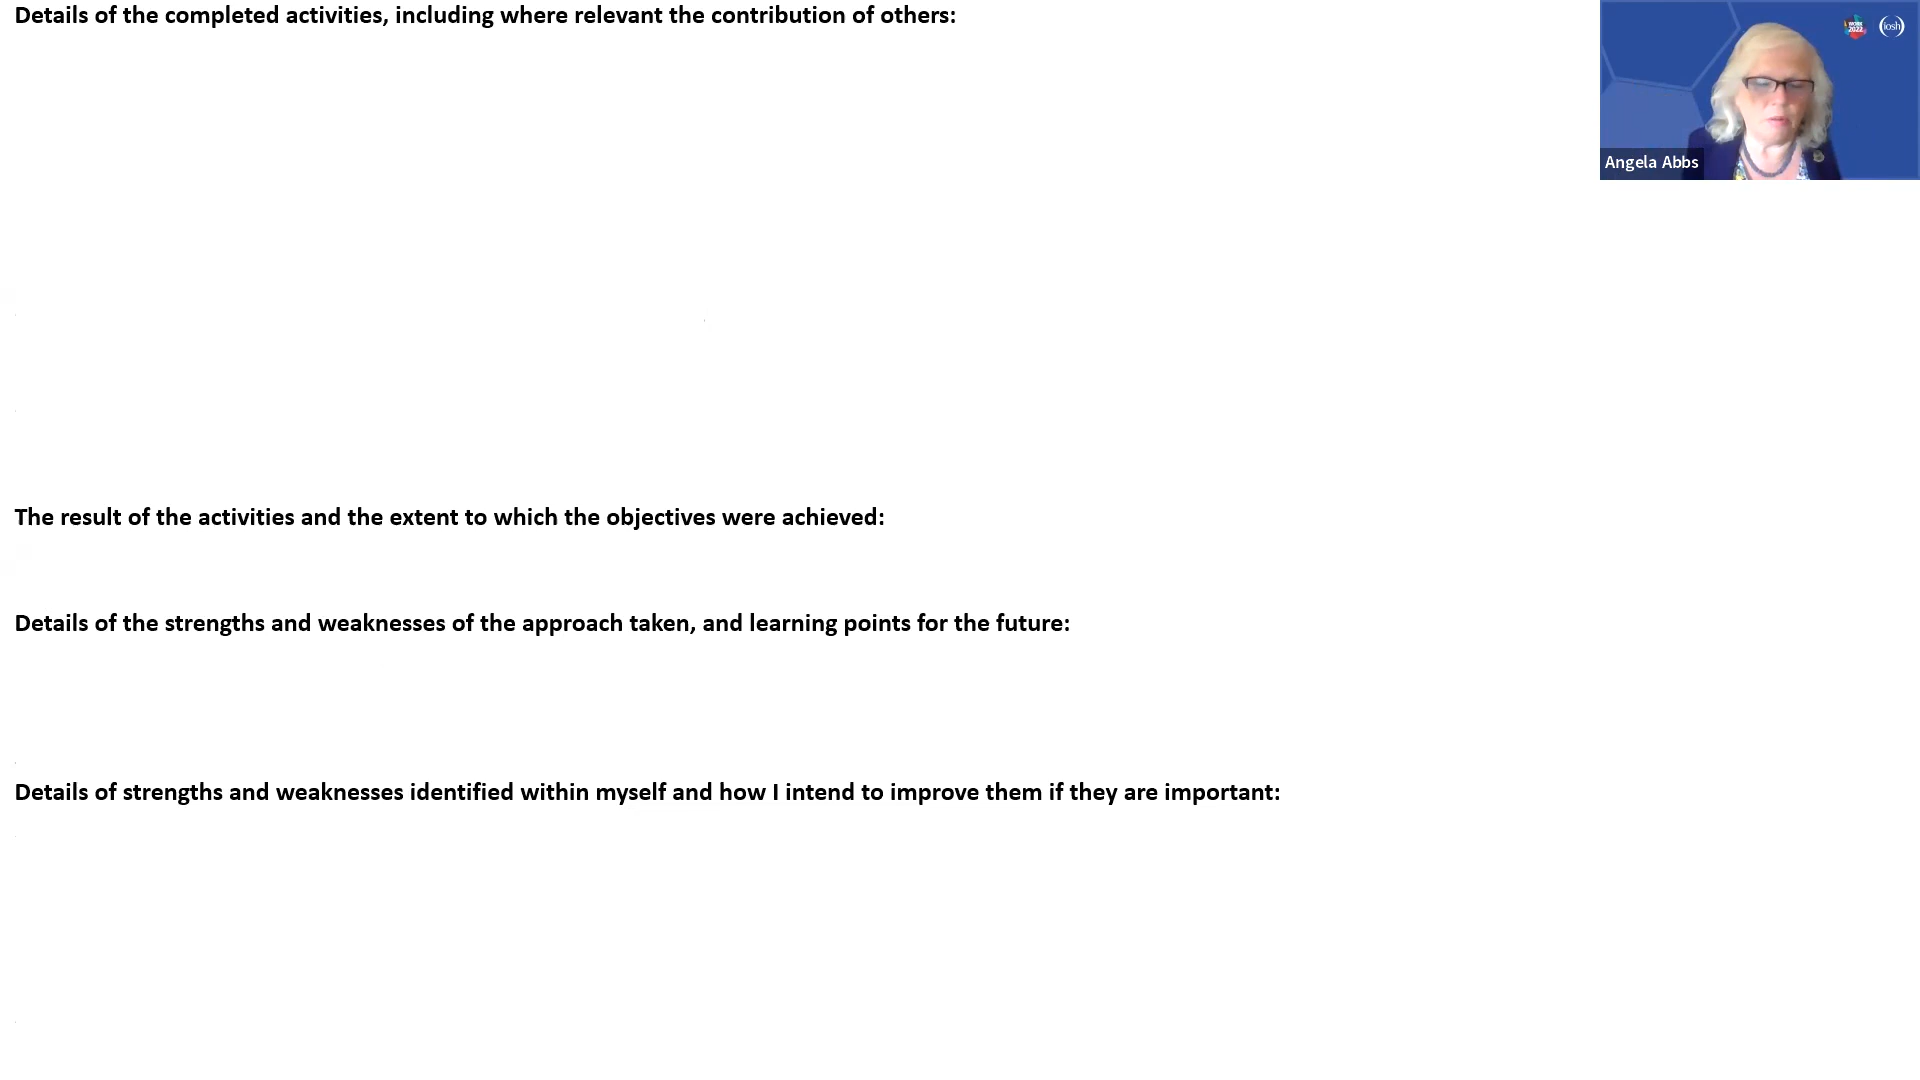 Details of the completed activities, including where relevant the contribution of others:
WORK
2022
iosh
Angela Abbs
The result of the activities and the extent to which the objectives were achieved:
Details of the strengths and weaknesses of the approach taken, and learning points for the future:
Details of strengths and weaknesses identified within myself and how I intend to improve them if they are important: